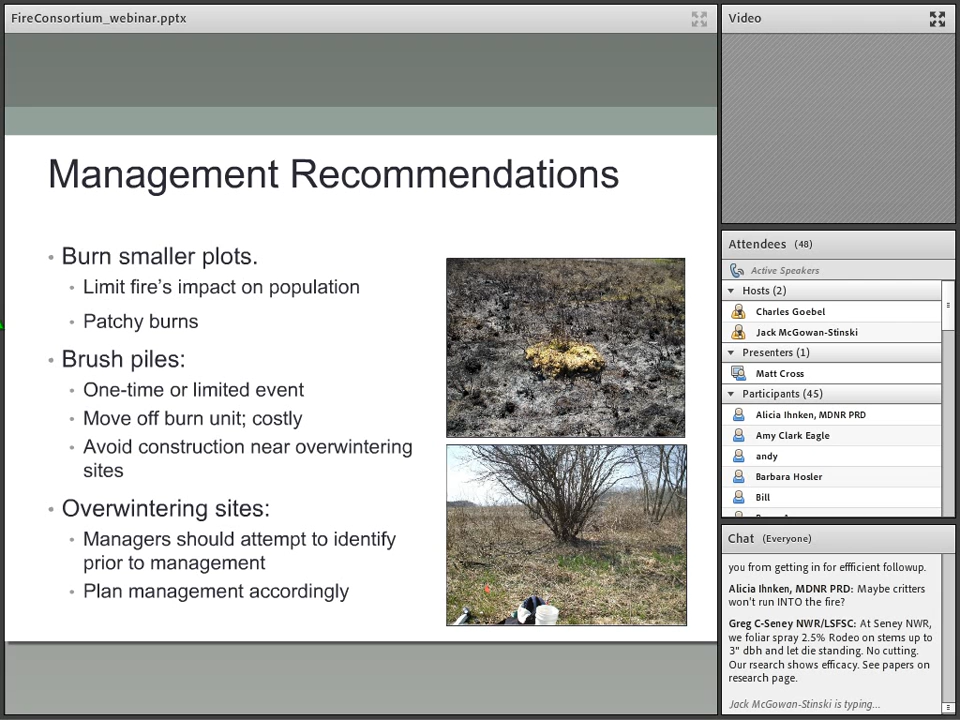 FireConsortium_webinar.pptx
Management Recommendations
• Burn smaller plots.
• Limit fire's impact on population
• Patchy burns
• Brush piles:
• One-time or limited event
• Move off burn unit; costly
• Avoid construction near overwintering
sites
• Overwintering sites:
• Managers should attempt to identify
prior to management
• Plan management accordingly
Video
Attendees (48)
Active Speakers
Hosts (2)
Charles Goebel
Jack McGowan-Stinski
Presenters (1)
Matt Cross
Participants (45)
Alicia Ihnken, MDNR PRD
Amy Clark Eagle
andy
Barbara Hosler
Bill
Chat (Everyone)
you from getting in for effficient followup.
Alicia Ihnken, MDNR PRD: Maybe critters
won't run INTO the fire?
Greg C-Seney NWR/LSFSC: At Seney NWR,
we foliar spray 2.5% Rodeo on stems up to
3" dbh and let die standing. No cutting.
Our rsearch shows efficacy. See papers on
research page.
Jack McGowan-Stinski is typing...